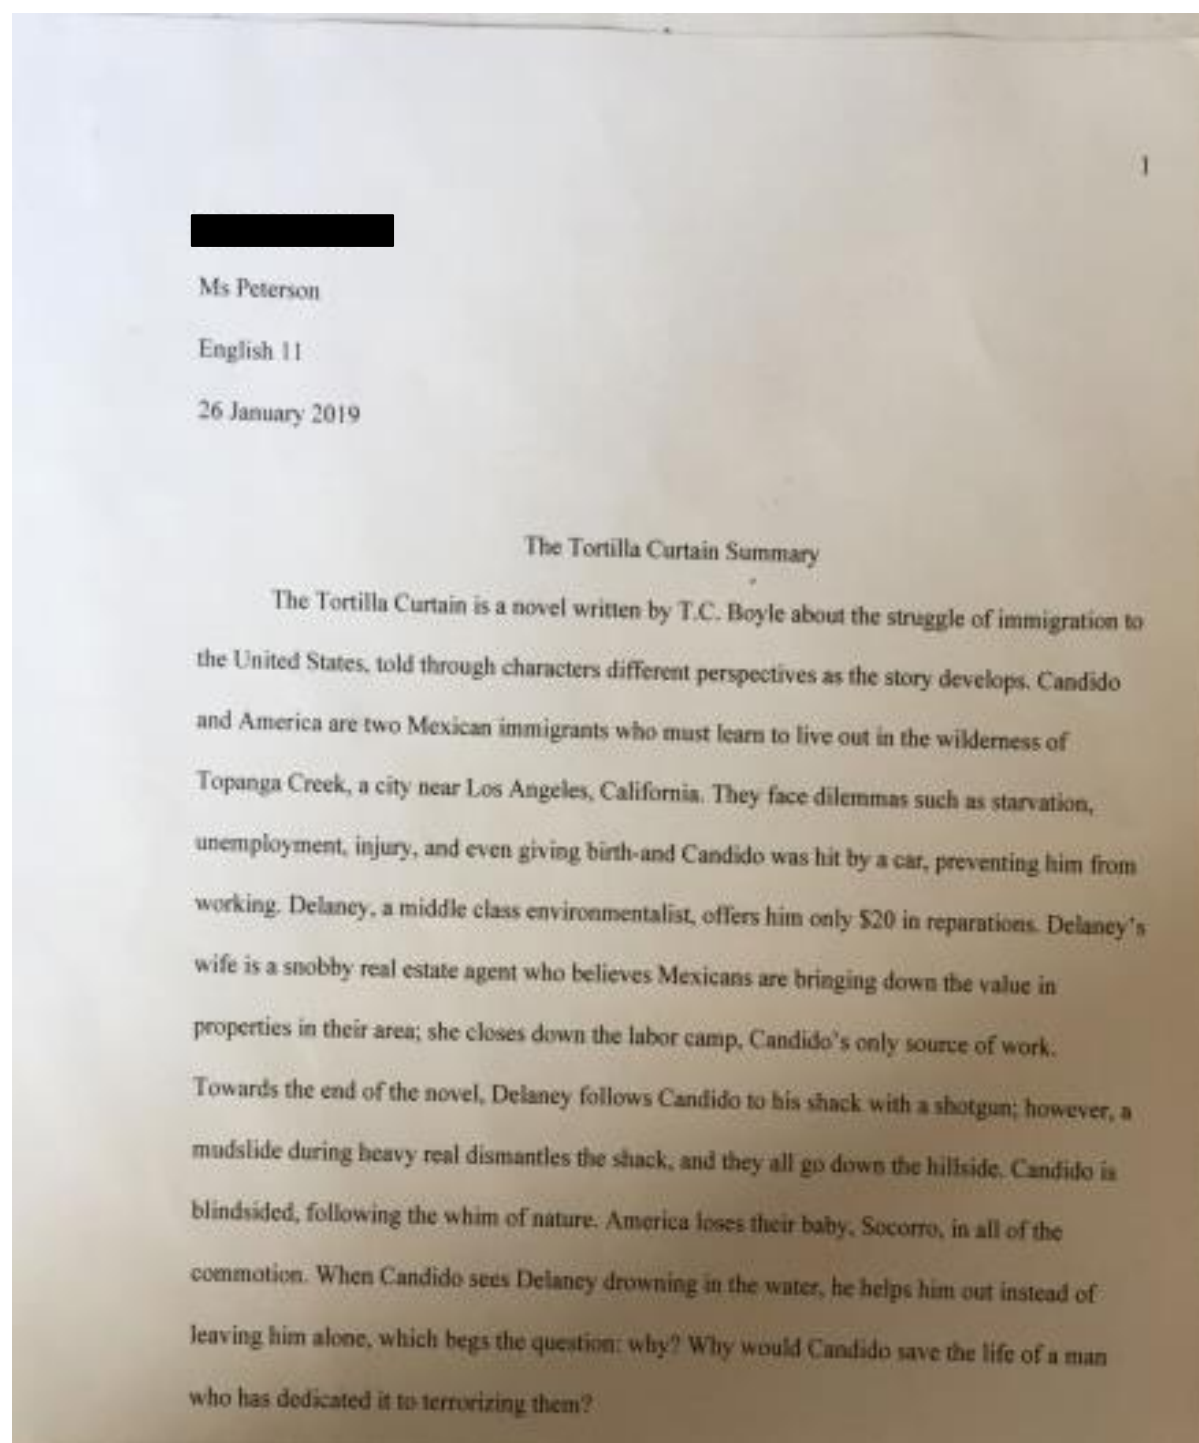 1
Ms Peterson
English 11
26 January 2019
The Tortilla Curtain Summary
The Tortilla Curtain is a novel written by T.C. Boyle about the struggle of immigration to
the United States, told through characters different perspectives as the story develops. Candido
and America are two Mexican immigrants who must learn to live out in the wilderness of
Topanga Creek, a city near Los Angeles, California. They face dilemmas such as starvation,
unemployment, injury, and even giving birth-and Candido was hit by a car, preventing him from
working. Delaney, a middle class environmentalist, offers him only $20 in reparations. Delaney's
wife is a snobby real estate agent who believes Mexicans are bringing down the value in
properties in their area; she closes down the labor camp, Candido's only source of work.
Towards the end of the novel, Delaney follows Candido to his shack with a shotgun; however, a
mudslide during heavy real dismantles the shack, and they all go down the hillside. Candido is
blindsided, following the whim of nature. America loses their baby, Socorro, in all of the
commotion. When Candido sees Delaney drowning in the water, he helps him out instead of
leaving him alone, which begs the question: why? Why would Candido save the life of a man
who has dedicated it to terrorizing them?